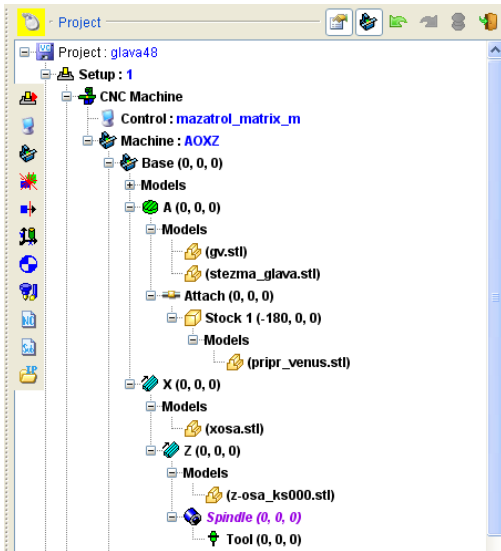 Project
Project : glava48
Setup : 1
CNC Machine
Control : mazatrol_matrix_m
Machine : AOXZ
Base (0, 0, 0)
Models
A (0, 0, 0)
Models
(gv.stl)
(stezma_glava.stl)
Attach (0, 0, 0)
Stock 1 (-180, 0, 0)
Models
(pripr_venus.stl)
X (0, 0, 0)
Models
(xosa.stl)
Z (0, 0, 0)
Models
(z-osa_ks000.stl)
Spindle (0, 0, 0)
Tool (0, 0, 0)